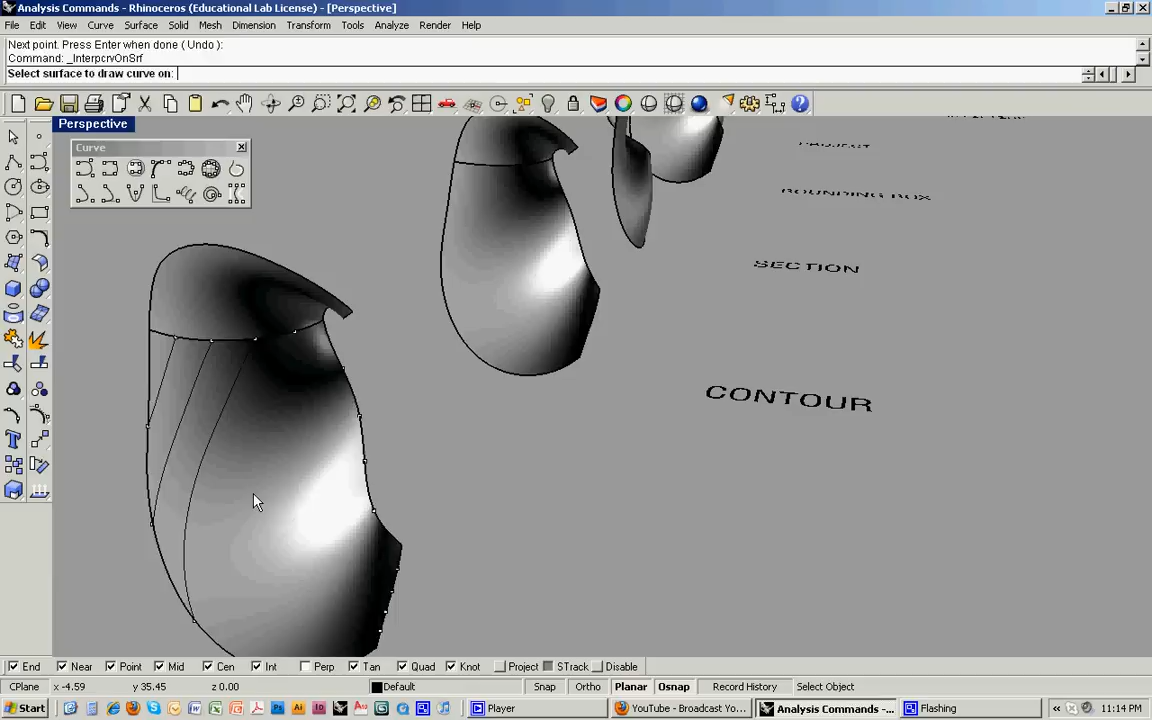 Analysis Commands - Rhinoceros (Educational Lab License) - [Perspective]
File Edit View Curve Surface Solid Mesh Dimension Transform Tools Analyze Render Help
Next point. Press Enter when done ( Undo ):
Command: _InterpcrvOnSrf
Select surface to draw curve on:
Perspective
Curve
PROJECT
BOUNDING BOX
SECTION
CONTOUR
End Near Point Mid Cen Int Perp Tan Quad Knot Project STrack Disable
CPlane x -4.59 y 35.45 z 0.00 Default Snap Ortho Planar Osnap Record History Select Object
Start Player YouTube - Broadcast Yo... Analysis Commands -... Flashing 11:14 PM